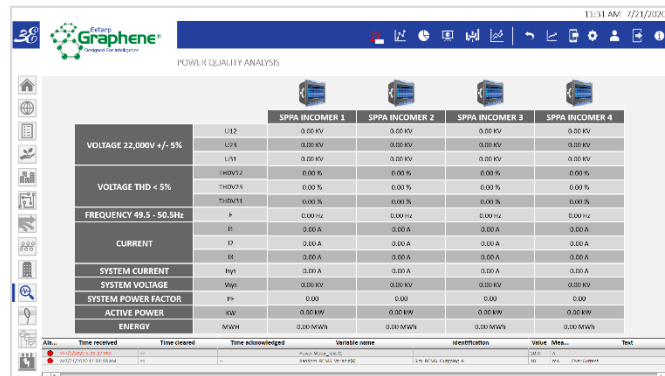 11:31 AM 7/21/2020
3E
Extarp
Graphene®
Designed For Intelligence
POWER QUALITY ANALYSIS
SPPA INCOMER 1 SPPA INCOMER 2 SPPA INCOMER 3 SPPA INCOMER 4
VOLTAGE 22,000V +/- 5%
U12 0.00 KV 0.00 KV 0.00 KV 0.00 KV
U23 0.00 KV 0.00 KV 0.00 KV 0.00 KV
U31 0.00 KV 0.00 KV 0.00 KV 0.00 KV
VOLTAGE THD < 5%
THDV12 0.00 % 0.00 % 0.00 % 0.00 %
THDV23 0.00 % 0.00 % 0.00 % 0.00 %
THDV31 0.00 % 0.00 % 0.00 % 0.00 %
FREQUENCY 49.5 - 50.5Hz F 0.00 Hz 0.00 Hz 0.00 Hz 0.00 Hz
CURRENT
I1 0.00 A 0.00 A 0.00 A 0.00 A
I2 0.00 A 0.00 A 0.00 A 0.00 A
I3 0.00 A 0.00 A 0.00 A 0.00 A
SYSTEM CURRENT Isys 0.00 A 0.00 A 0.00 A 0.00 A
SYSTEM VOLTAGE Vsys 0.00 KV 0.00 KV 0.00 KV 0.00 KV
SYSTEM POWER FACTOR PF 0.00 0.00 0.00 0.00
ACTIVE POWER KW 0.00 kW 0.00 kW 0.00 kW 0.00 kW
ENERGY MWH 0.00 MWh 0.00 MWh 0.00 MWh 0.00 MWh
Ala... Time received Time cleared Time acknowledged Variable name Identification Value Mea... Text
Over Current